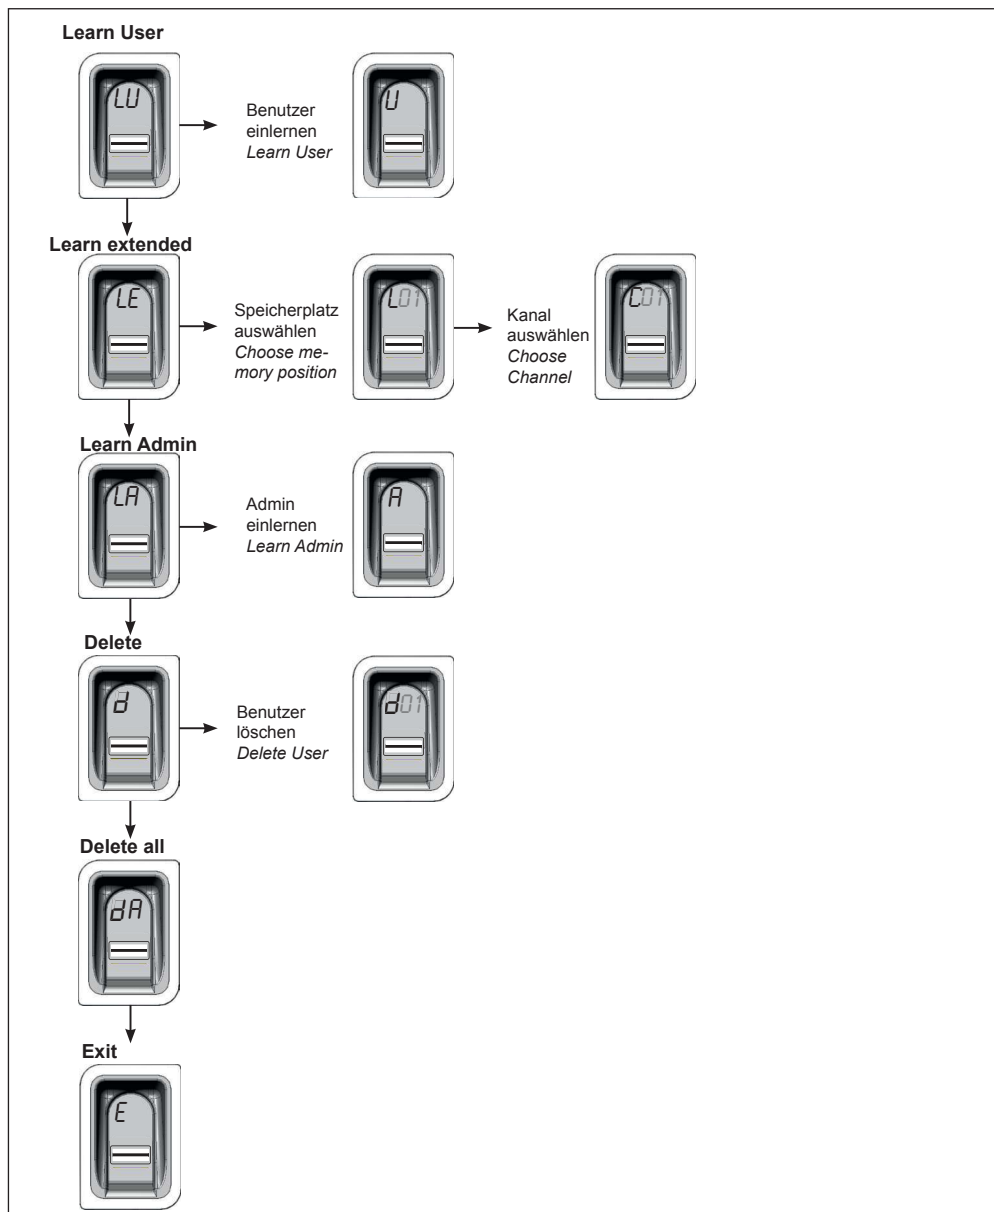 Learn User
LU
Benutzer
einlernen
Learn User
U
Learn extended
LE
Speicherplatz
auswählen
Choose me-
mory position
L01
Kanal
auswählen
Choose
Channel
C01
Learn Admin
LA
Admin
einlernen
Learn Admin
A
Delete
d
Benutzer
löschen
Delete User
d01
Delete all
dA
Exit
E